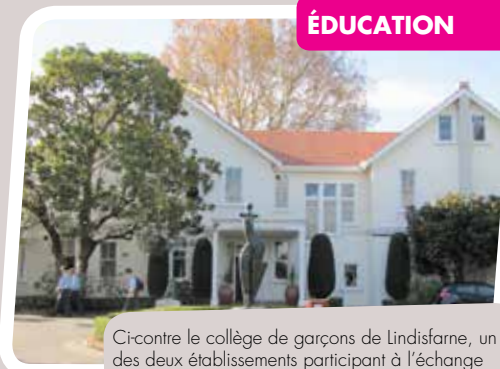 ÉDUCATION
Ci-contre le collège de garçons de Lindisfarne, un
des deux établissements participant à l'échange